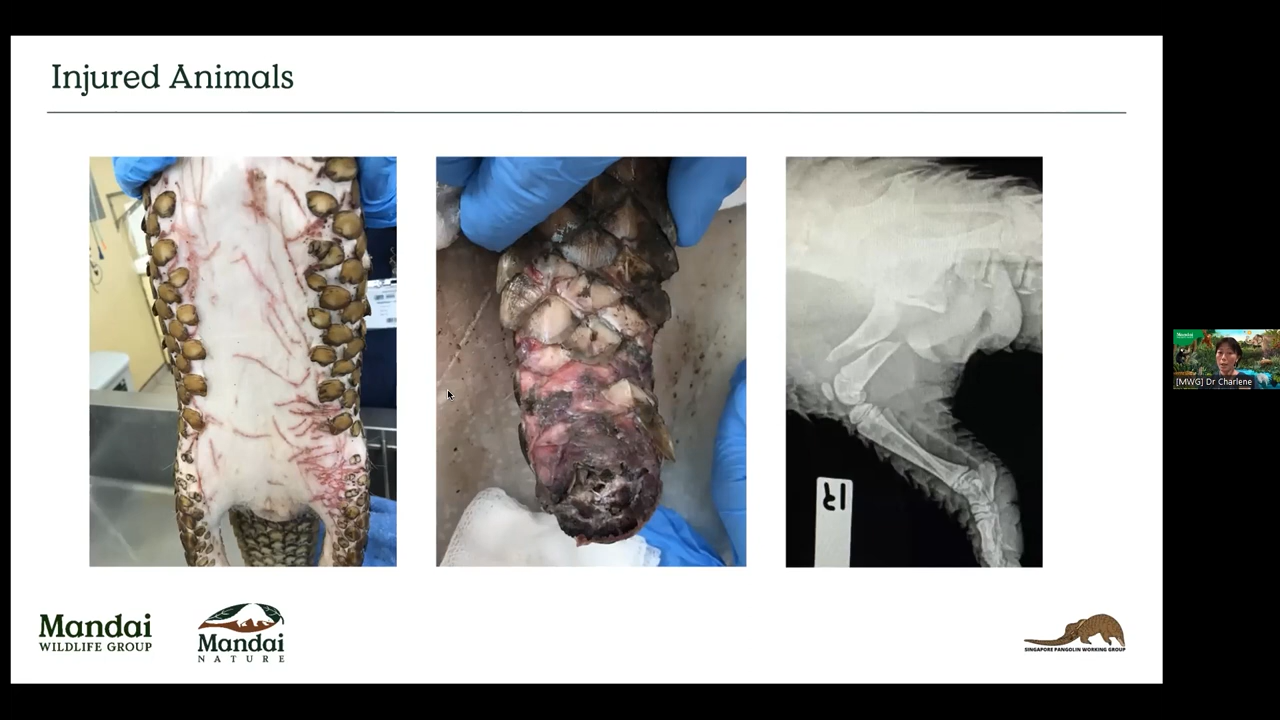 Injured Animals
Mandai
WILDLIFE GROUP
Mandai
NATURE
SINGAPORE PANGOLIN WORKING GROUP
[MWG] Dr Charlene